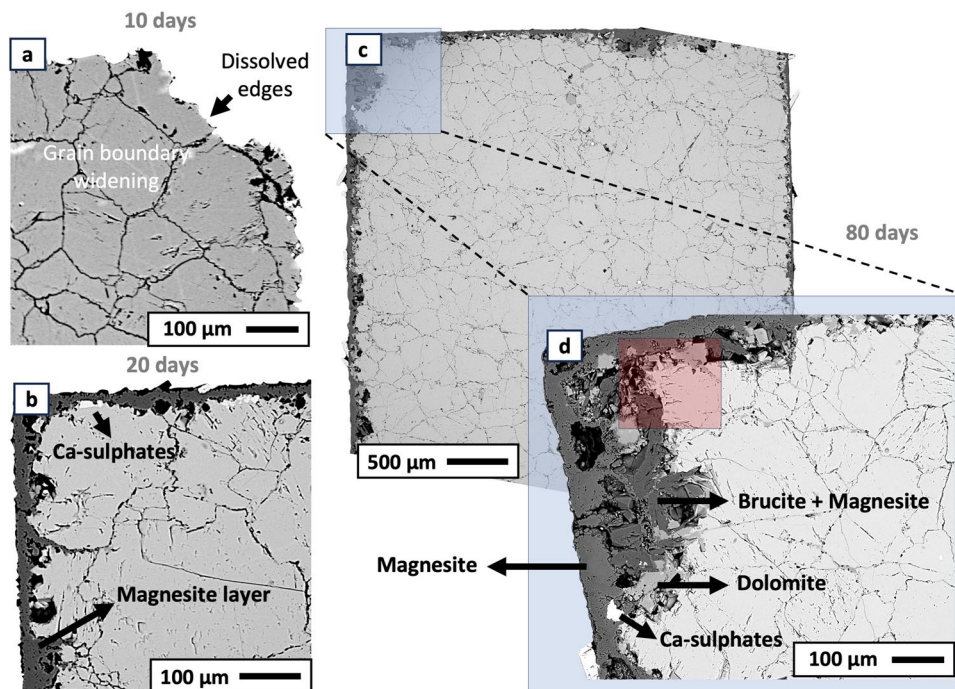 10 days
a
Dissolved
edges
Grain boundary
widening
100 µm
20 days
b
Ca-sulphates
Magnesite layer
100 µm
c
80 days
500 µm
d
Brucite + Magnesite
Magnesite
Dolomite
Ca-sulphates
100 µm